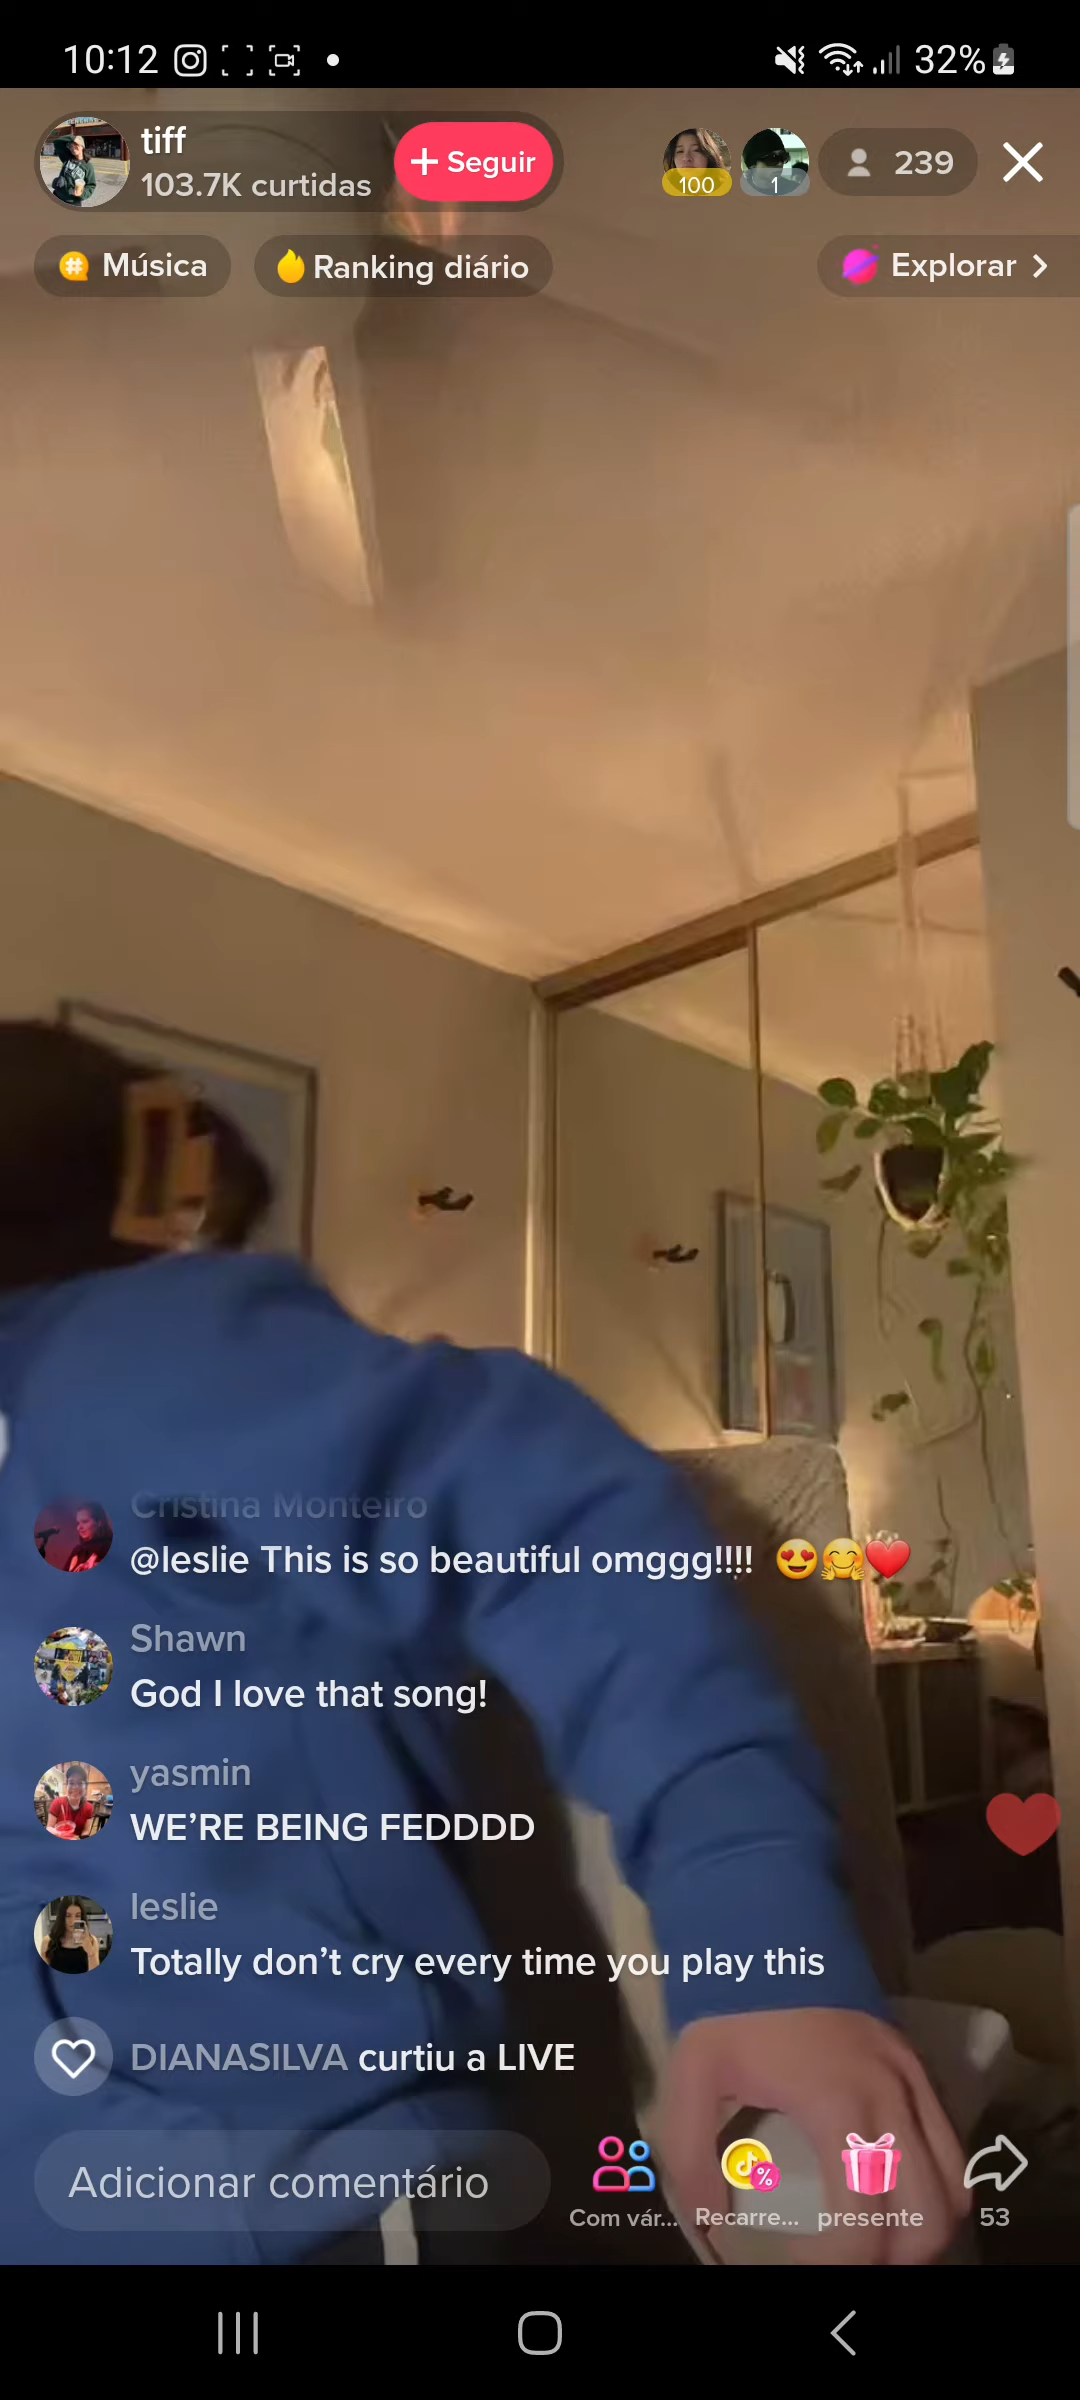 10:12 32%
tiff
103.7K curtidas
+ Seguir
100
1
239
Música
Ranking diário
Explorar >
Cristina Monteiro
@leslie This is so beautiful omggg!!!! 😍🤗❤️
Shawn
God I love that song!
yasmin
WE’RE BEING FEDDDD
leslie
Totally don’t cry every time you play this
DIANASILVA curtiu a LIVE
Adicionar comentário
Com vár...
Recarre...
presente
53